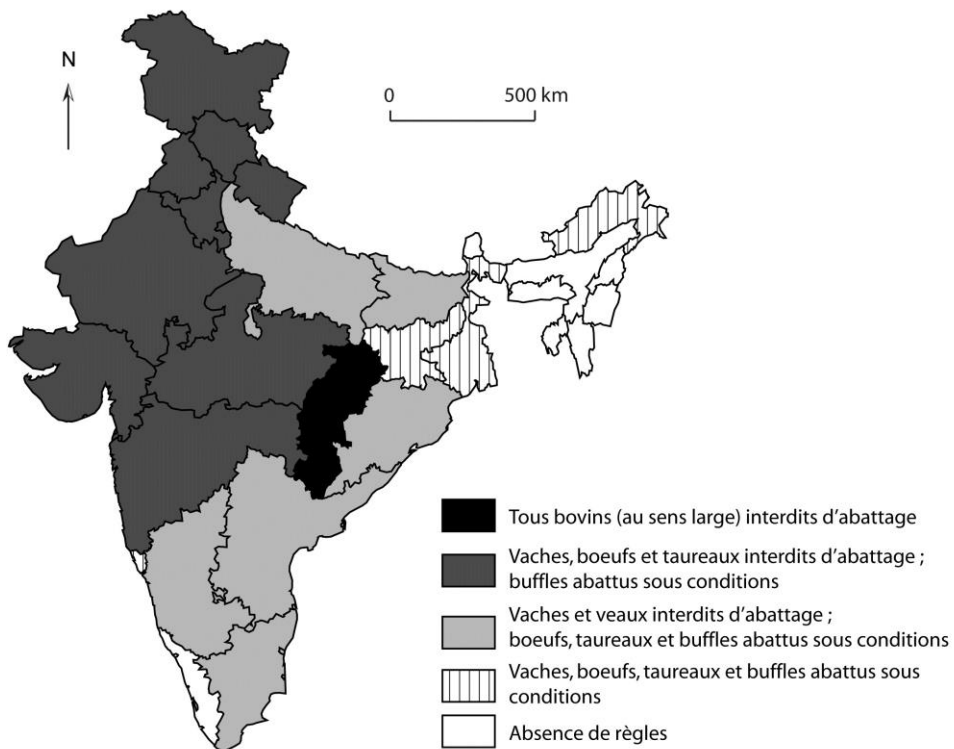 N
0 500 km
Tous bovins (au sens large) interdits d'abattage
Vaches, boeufs et taureaux interdits d'abattage ;
buffles abattus sous conditions
Vaches et veaux interdits d'abattage ;
boeufs, taureaux et buffles abattus sous conditions
Vaches, boeufs, taureaux et buffles abattus sous
conditions
Absence de règles